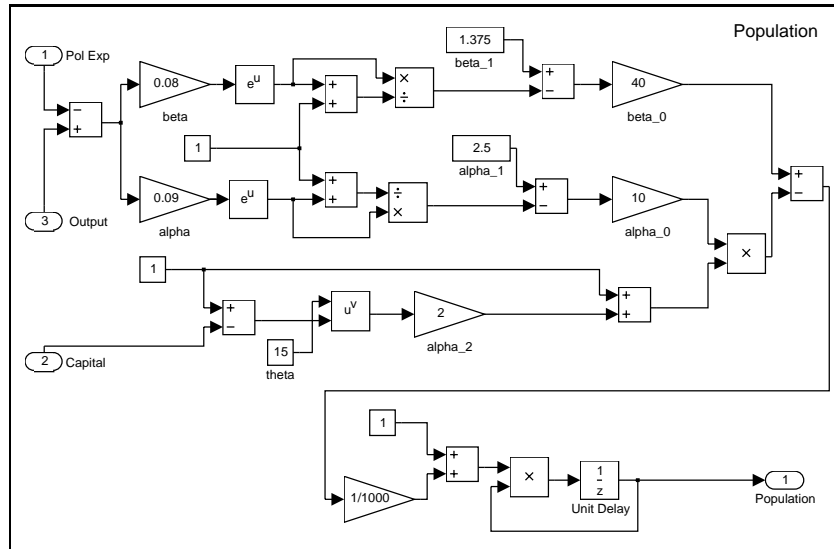 Population
1
Pol Exp
0.08
beta
e^u
+
+
×
÷
1.375
beta_1
+
−
40
beta_0
−
+
1
3
Output
0.09
alpha
e^u
+
+
÷
×
2.5
alpha_1
+
−
10
alpha_0
+
−
×
1
+
−
u^v
2
alpha_2
+
+
15
theta
2
Capital
1
+
+
1/1000
×
1
z
Unit Delay
1
Population